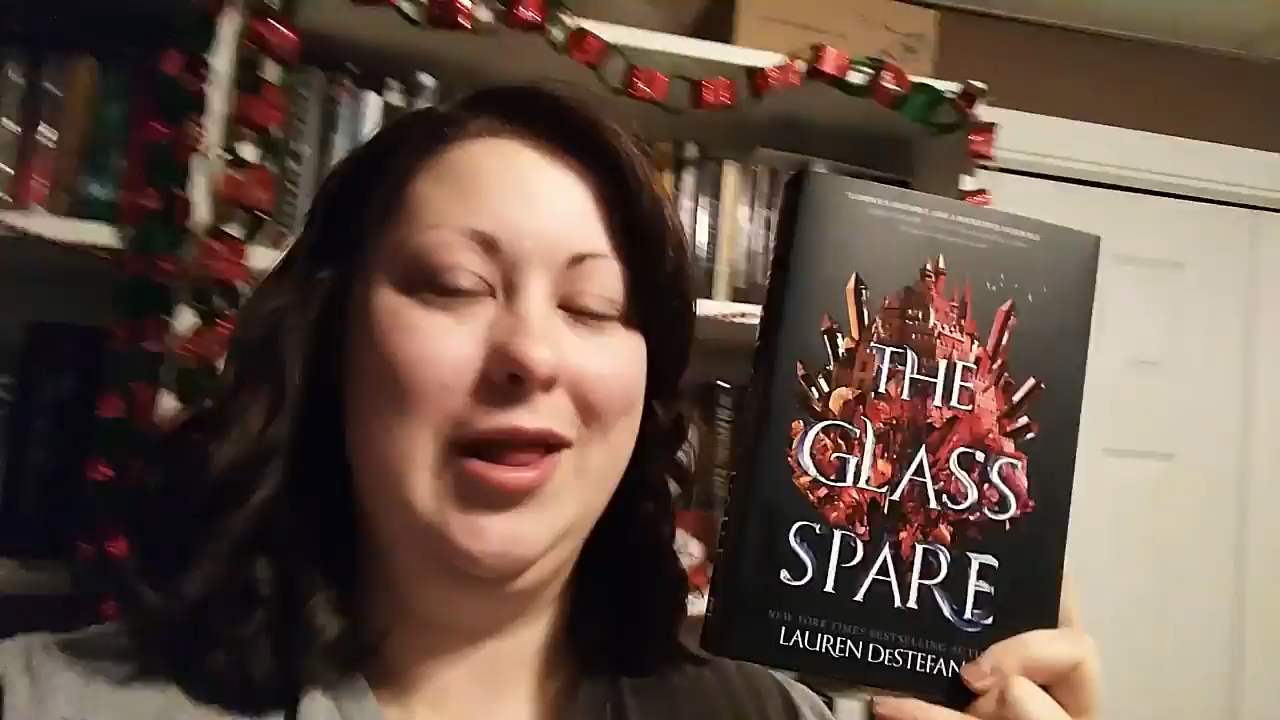 THE
GLASS
SPARE
NEW YORK TIMES BESTSELLING
LAUREN DESTEFAN